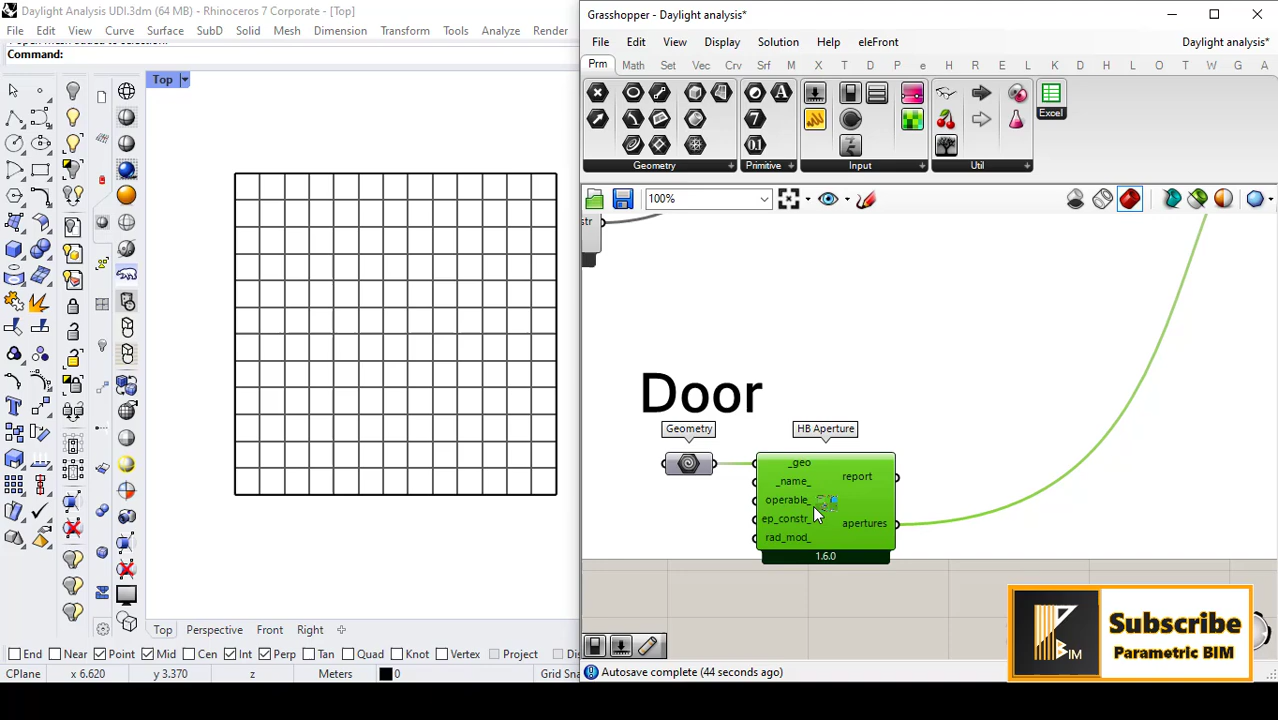 Daylight Analysis UDI.3dm (64 MB) - Rhinoceros 7 Corporate - [Top]
File Edit View Curve Surface SubD Solid Mesh Dimension Transform Tools Analyze Render
Command:
Top
Top Perspective Front Right
End Near Point Mid Cen Int Perp Tan Quad Knot Vertex Project
CPlane x 6.620 y 3.370 z Meters 0 Grid Snap
Grasshopper - Daylight analysis*
File Edit View Display Solution Help eleFront Daylight analysis*
Prm Math Set Vec Crv Srf M X T D P e H R E L K D H L O T W G A
Excel
Geometry Primitive Input Util
100%
str
Door
Geometry HB Aperture
_geo
_name_
operable_
ep_constr_
rad_mod_
report
apertures
1.6.0
Autosave complete (44 seconds ago)
BIM
Subscribe
Parametric BIM